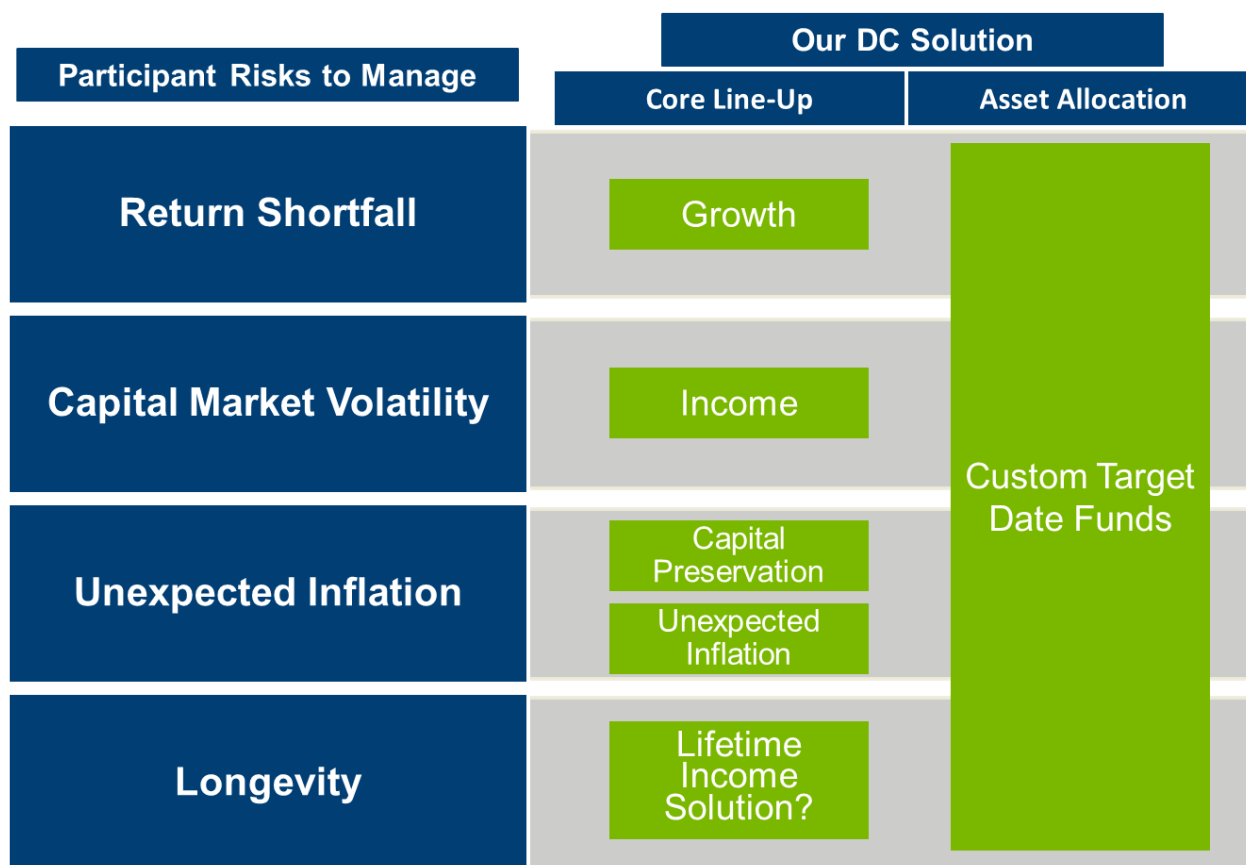 Our DC Solution
Participant Risks to Manage
Core Line-Up
Asset Allocation
Return Shortfall
Growth
Capital Market Volatility
Income
Custom Target
Date Funds
Unexpected Inflation
Capital
Preservation
Unexpected
Inflation
Longevity
Lifetime
Income
Solution?